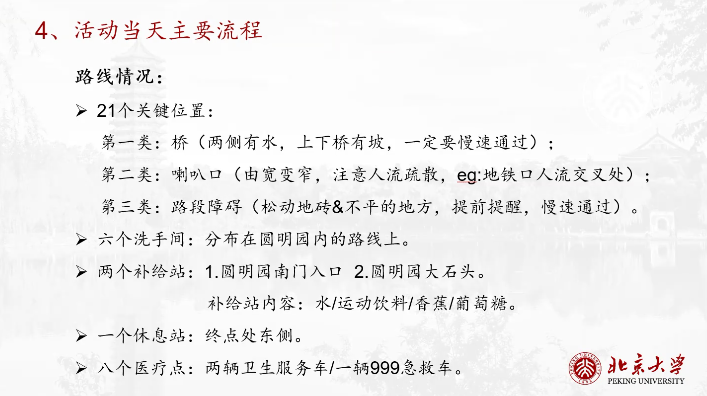 4、活动当天主要流程
路线情况：
➢ 21个关键位置：
第一类：桥（两侧有水，上下桥有坡，一定要慢速通过）；
第二类：喇叭口（由宽变窄，注意人流疏散，eg:地铁口人流交叉处）；
第三类：路段障碍（松动地砖&不平的地方，提前提醒，慢速通过）。
➢ 六个洗手间：分布在圆明园内的路线上。
➢ 两个补给站：1.圆明园南门入口 2.圆明园大石头。
补给站内容：水/运动饮料/香蕉/葡萄糖。
➢ 一个休息站：终点处东侧。
➢ 八个医疗点：两辆卫生服务车/一辆999急救车。
北京大学
PEKING UNIVERSITY